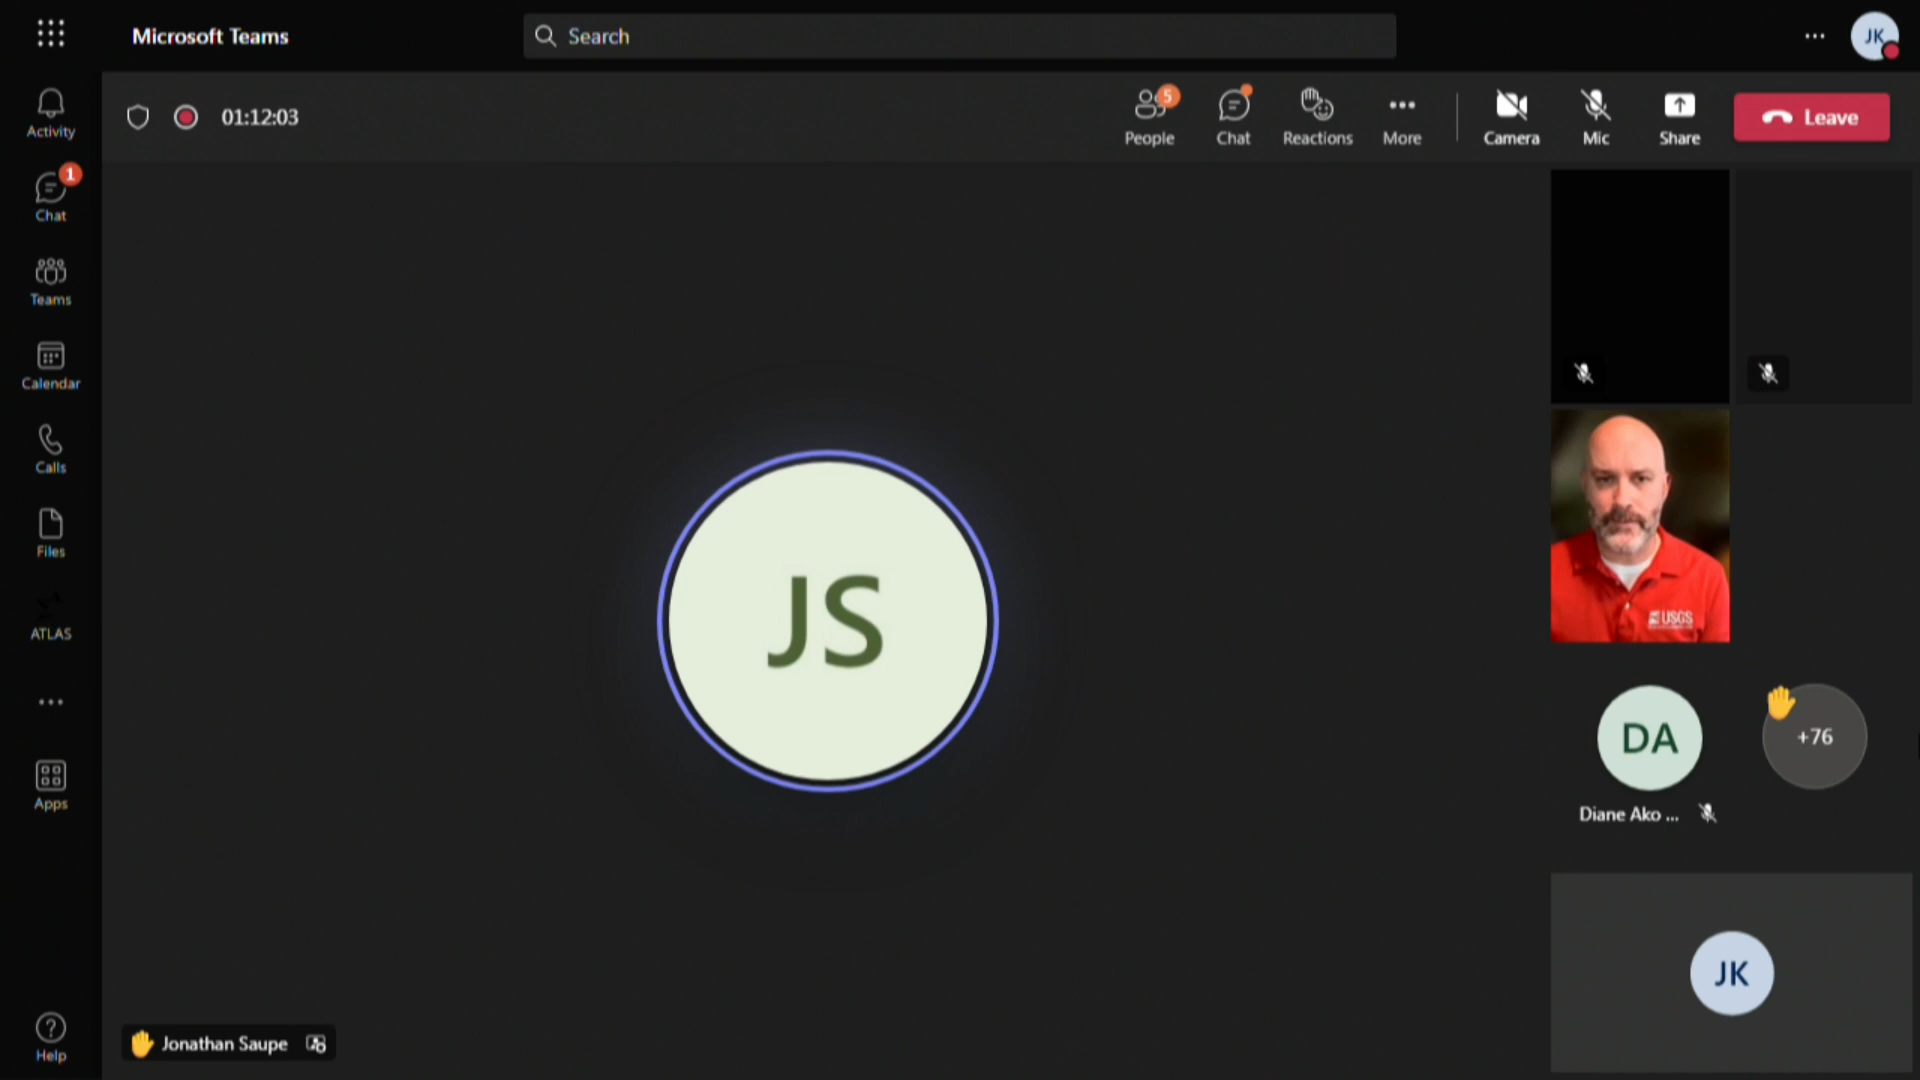 Microsoft Teams
Search
JK
Activity
1
Chat
Teams
Calendar
Calls
Files
ATLAS
Apps
Help
01:12:03
5
People
Chat
Reactions
More
Camera
Mic
Share
Leave
JS
USGS
DA
+76
Diane Ako ...
JK
Jonathan Saupe